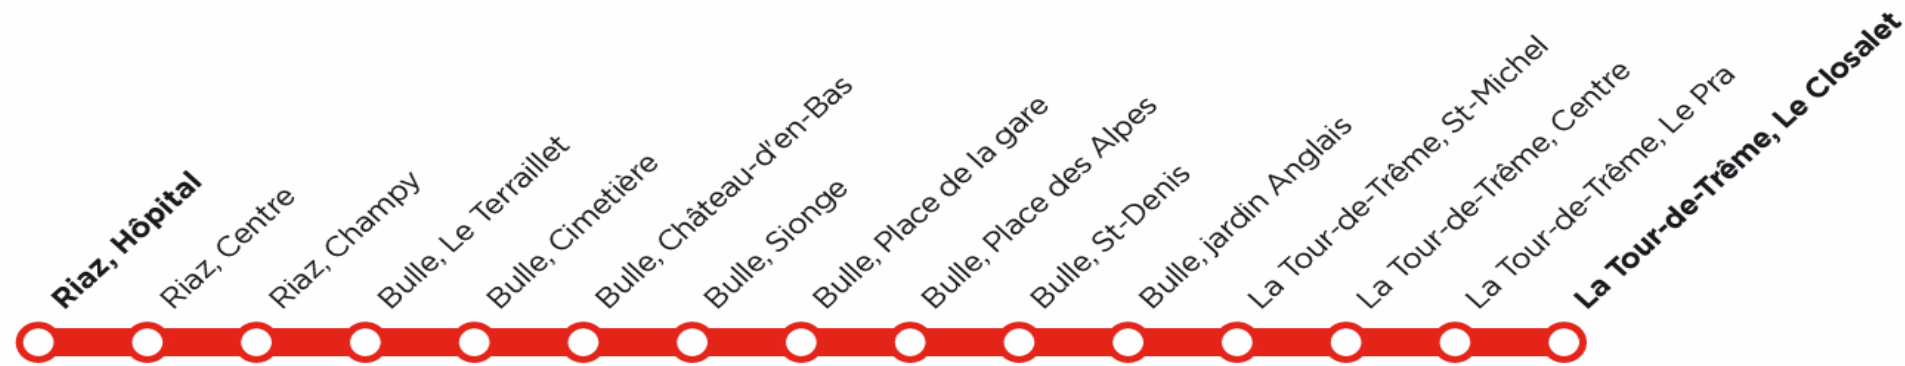 Riaz, Hôpital
Riaz, Centre
Riaz, Champy
Bulle, Le Terraillet
Bulle, Cimetière
Bulle, Château-d'en-Bas
Bulle, Sionge
Bulle, Place de la gare
Bulle, Place des Alpes
Bulle, St-Denis
Bulle, jardin Anglais
La Tour-de-Trême, St-Michel
La Tour-de-Trême, Centre
La Tour-de-Trême, Le Pra
La Tour-de-Trême, Le Closalet